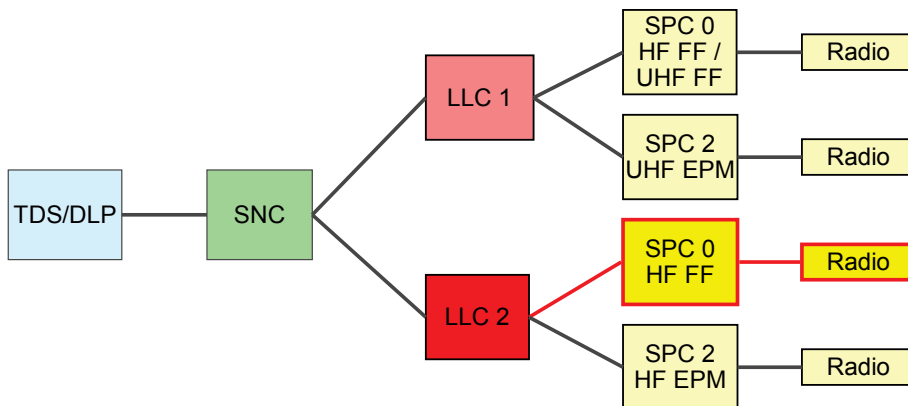 TDS/DLP
SNC
LLC 1
LLC 2
SPC 0
HF FF /
UHF FF
Radio
SPC 2
UHF EPM
Radio
SPC 0
HF FF
Radio
SPC 2
HF EPM
Radio